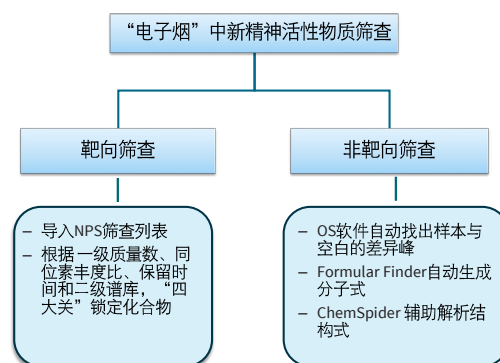 “电子烟”中新精神活性物质筛查
靶向筛查
非靶向筛查
– 导入NPS筛查列表
– 根据 一级质量数、同
位素丰度比、保留时
间和二级谱库，“四
大关”锁定化合物
– OS软件自动找出样本与
空白的差异峰
– Formular Finder自动生成
分子式
– ChemSpider 辅助解析结
构式